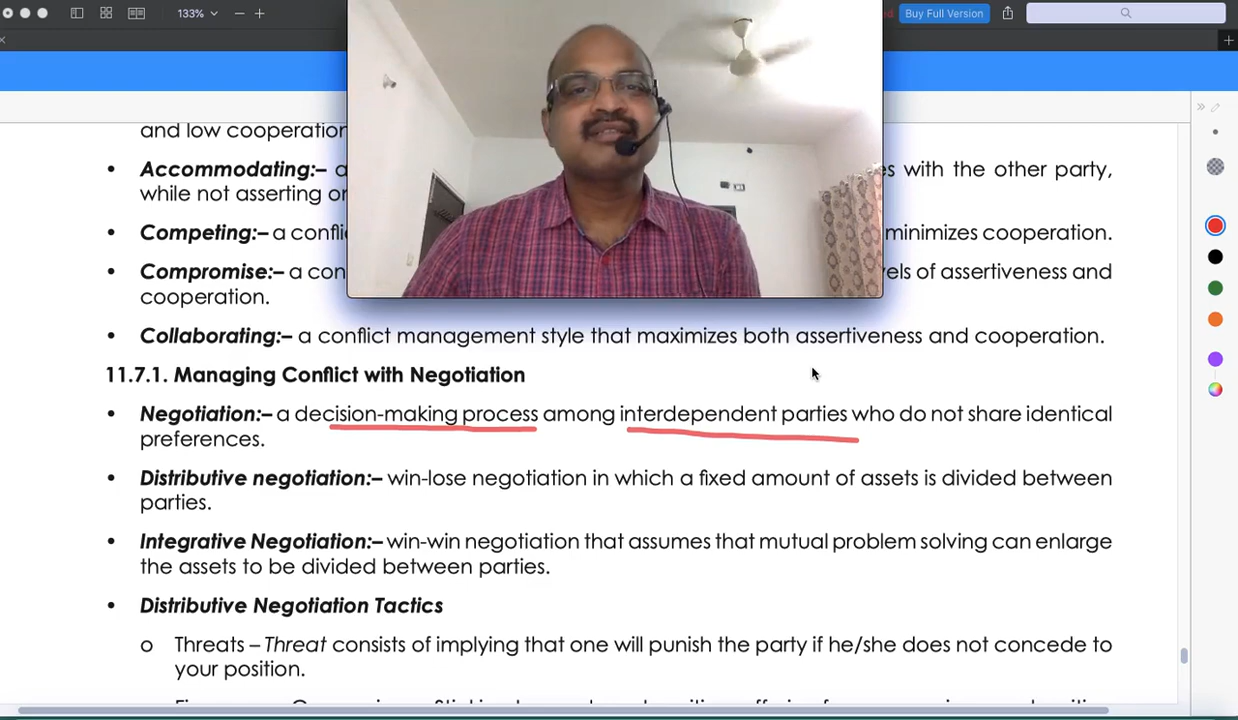 133%
Buy Full Version
and low cooperation
• Accommodating:– a es with the other party,
while not asserting
• Competing:– a minimizes cooperation.
• Compromise:– a of assertiveness and
cooperation.
• Collaborating:– a conflict management style that maximizes both assertiveness and cooperation.
11.7.1. Managing Conflict with Negotiation
• Negotiation:– a decision-making process among interdependent parties who do not share identical
preferences.
• Distributive negotiation:– win-lose negotiation in which a fixed amount of assets is divided between
parties.
• Integrative Negotiation:– win-win negotiation that assumes that mutual problem solving can enlarge
the assets to be divided between parties.
• Distributive Negotiation Tactics
o Threats – Threat consists of implying that one will punish the party if he/she does not concede to
your position.